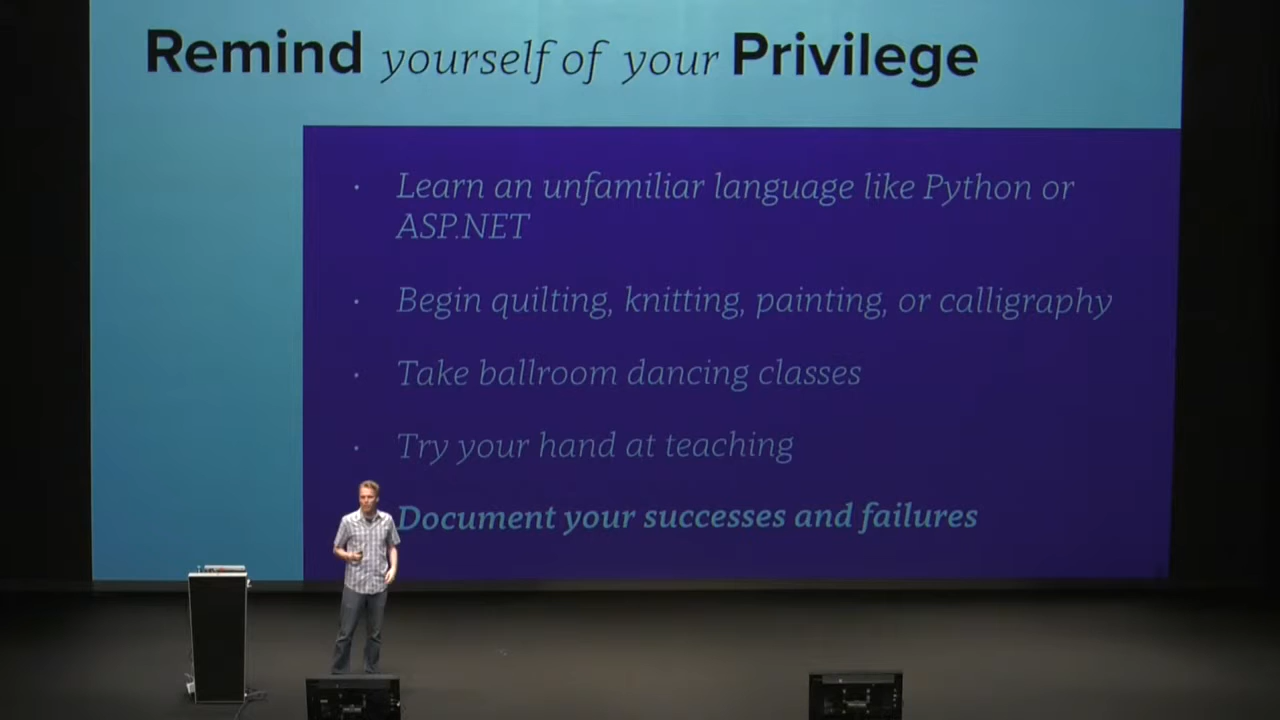 Remind yourself of your Privilege
· Learn an unfamiliar language like Python or
ASP.NET
· Begin quilting, knitting, painting, or calligraphy
· Take ballroom dancing classes
· Try your hand at teaching
Document your successes and failures